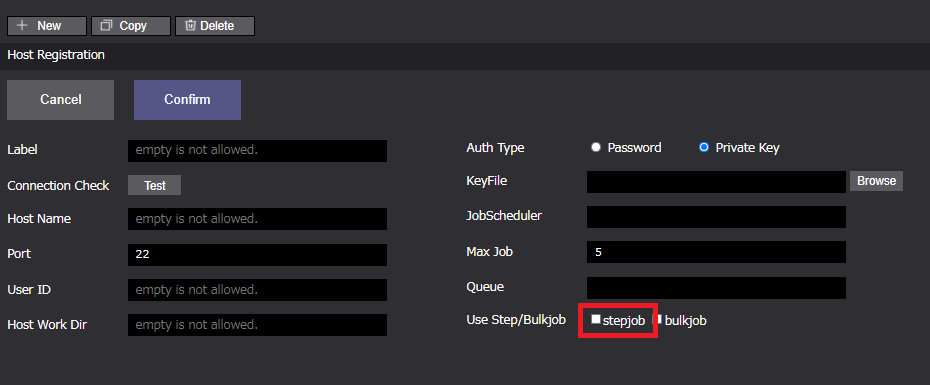 New Copy Delete
Host Registration
Cancel Confirm
Label empty is not allowed.
Connection Check Test
Host Name empty is not allowed.
Port 22
User ID empty is not allowed.
Host Work Dir empty is not allowed.
Auth Type Password Private Key
KeyFile Browse
JobScheduler
Max Job 5
Queue
Use Step/Bulkjob stepjob bulkjob